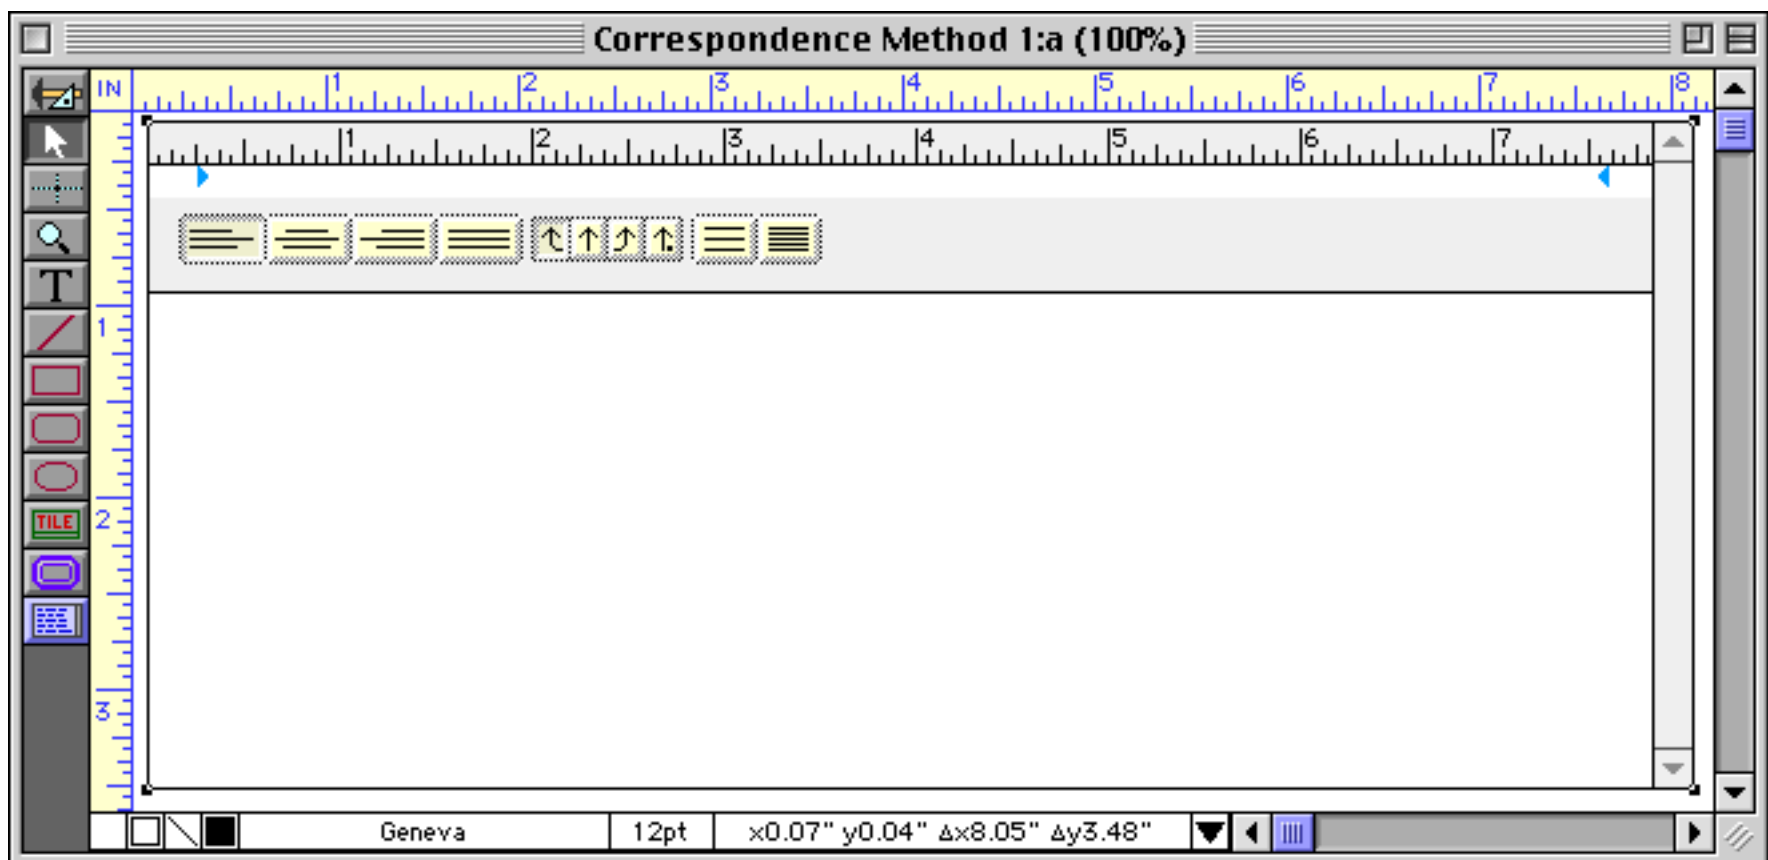 Correspondence Method 1:a (100%)
IN 1 2 3 4 5 6 7 8
1 2 3 4 5 6 7
T
1
TILE
2
3
Geneva 12pt x0.07" y0.04" Δx8.05" Δy3.48"